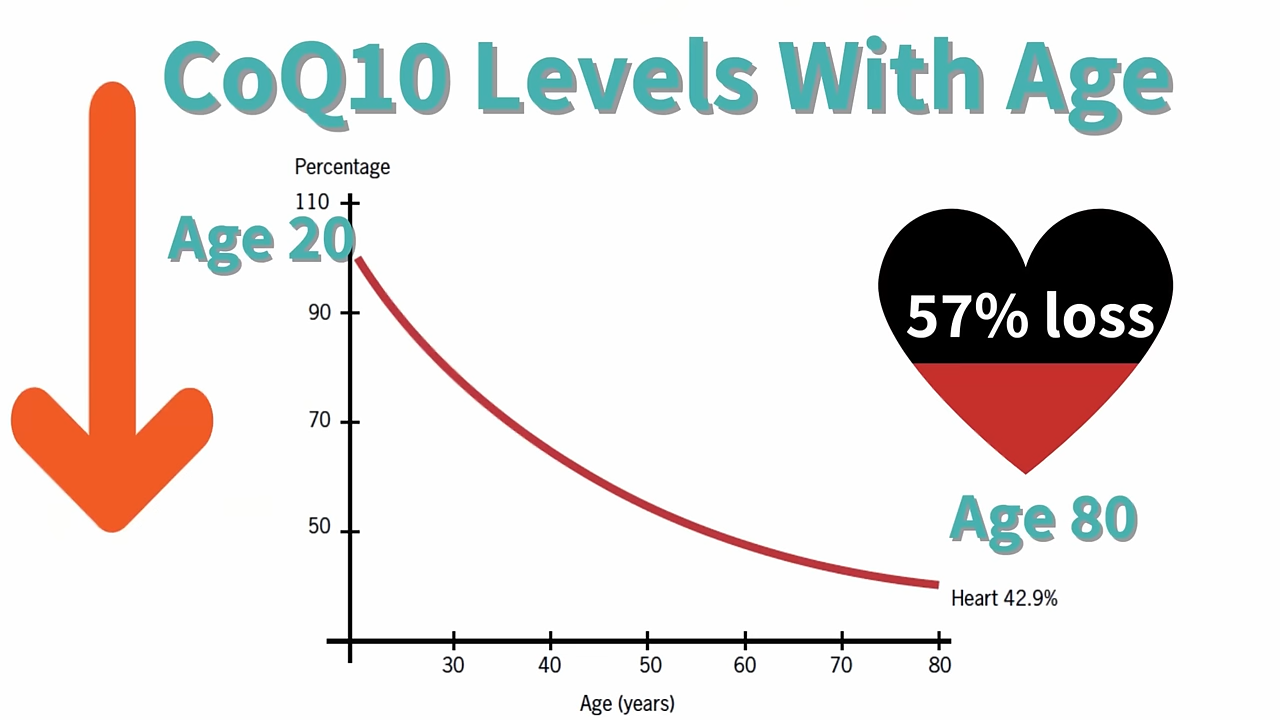 CoQ10 Levels With Age
Percentage
110
Age 20
90
70
50
57% loss
Age 80
Heart 42.9%
30 40 50 60 70 80
Age (years)